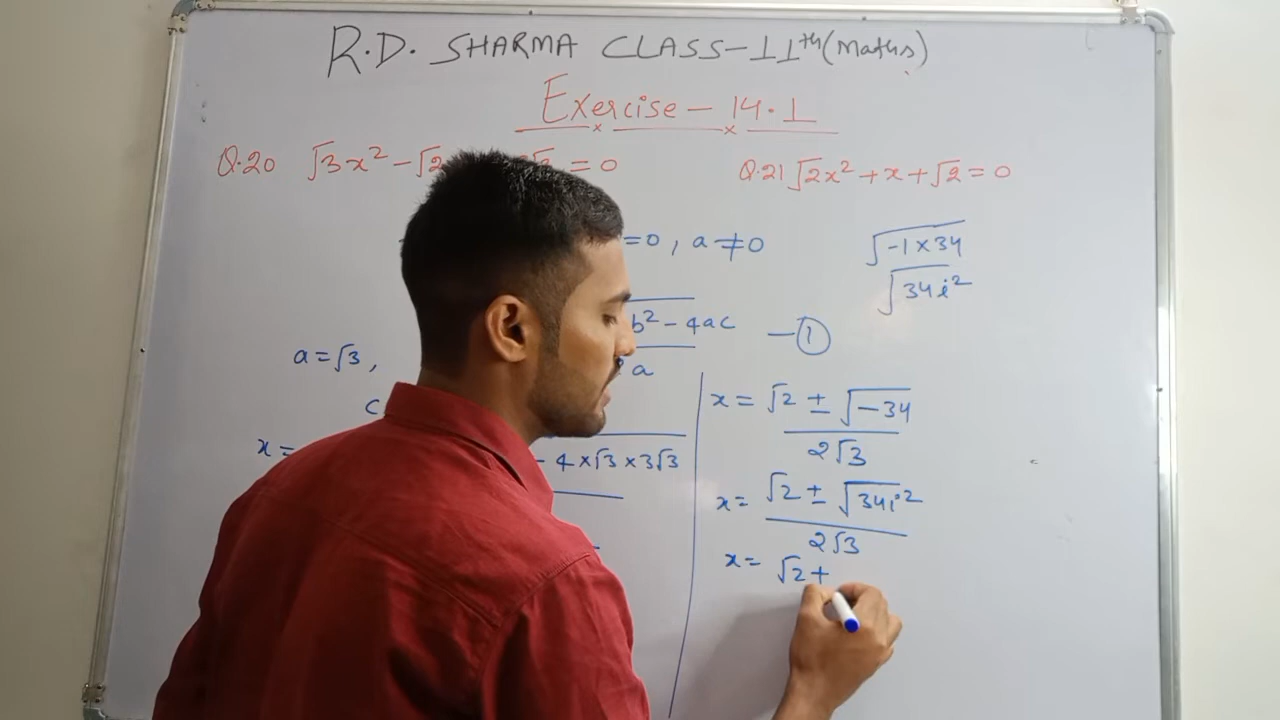 R.D. SHARMA CLASS-11th (Maths)
Exercise - 14.1
Q.20 √3x² - √2 = 0
Q.21 √2x² + x + √2 = 0
=0, a ≠ 0
√-1×34
√34i²
b² - 4ac —①
a
a = √3,
c
x =
- 4×√3×3√3
x = √2 ± √-34
2√3
x = √2 ± √34i²
2√3
x = √2 +